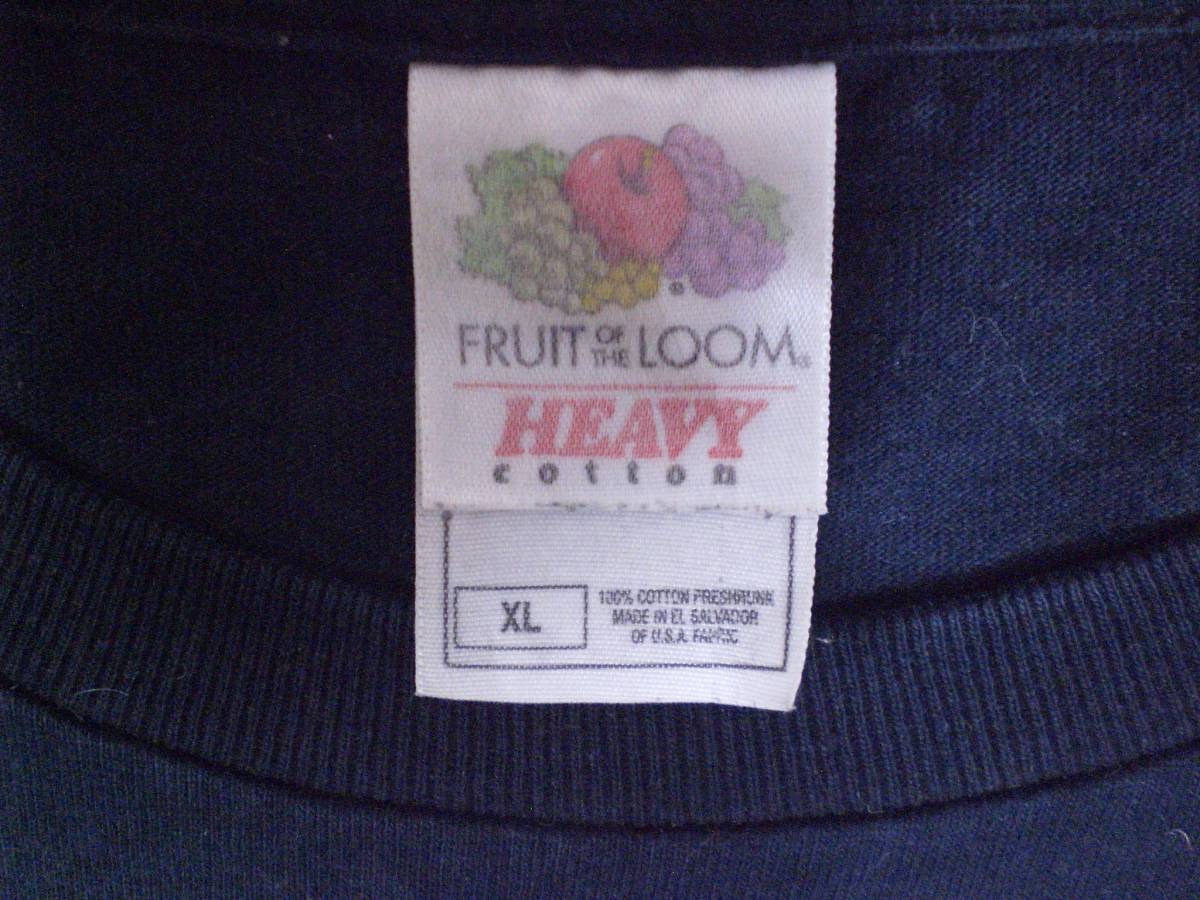 FRUIT OF THE LOOM®
HEAVY
cotton
XL
100% COTTON PRESHRUNK
MADE IN EL SALVADOR
OF U.S.A. FABRIC